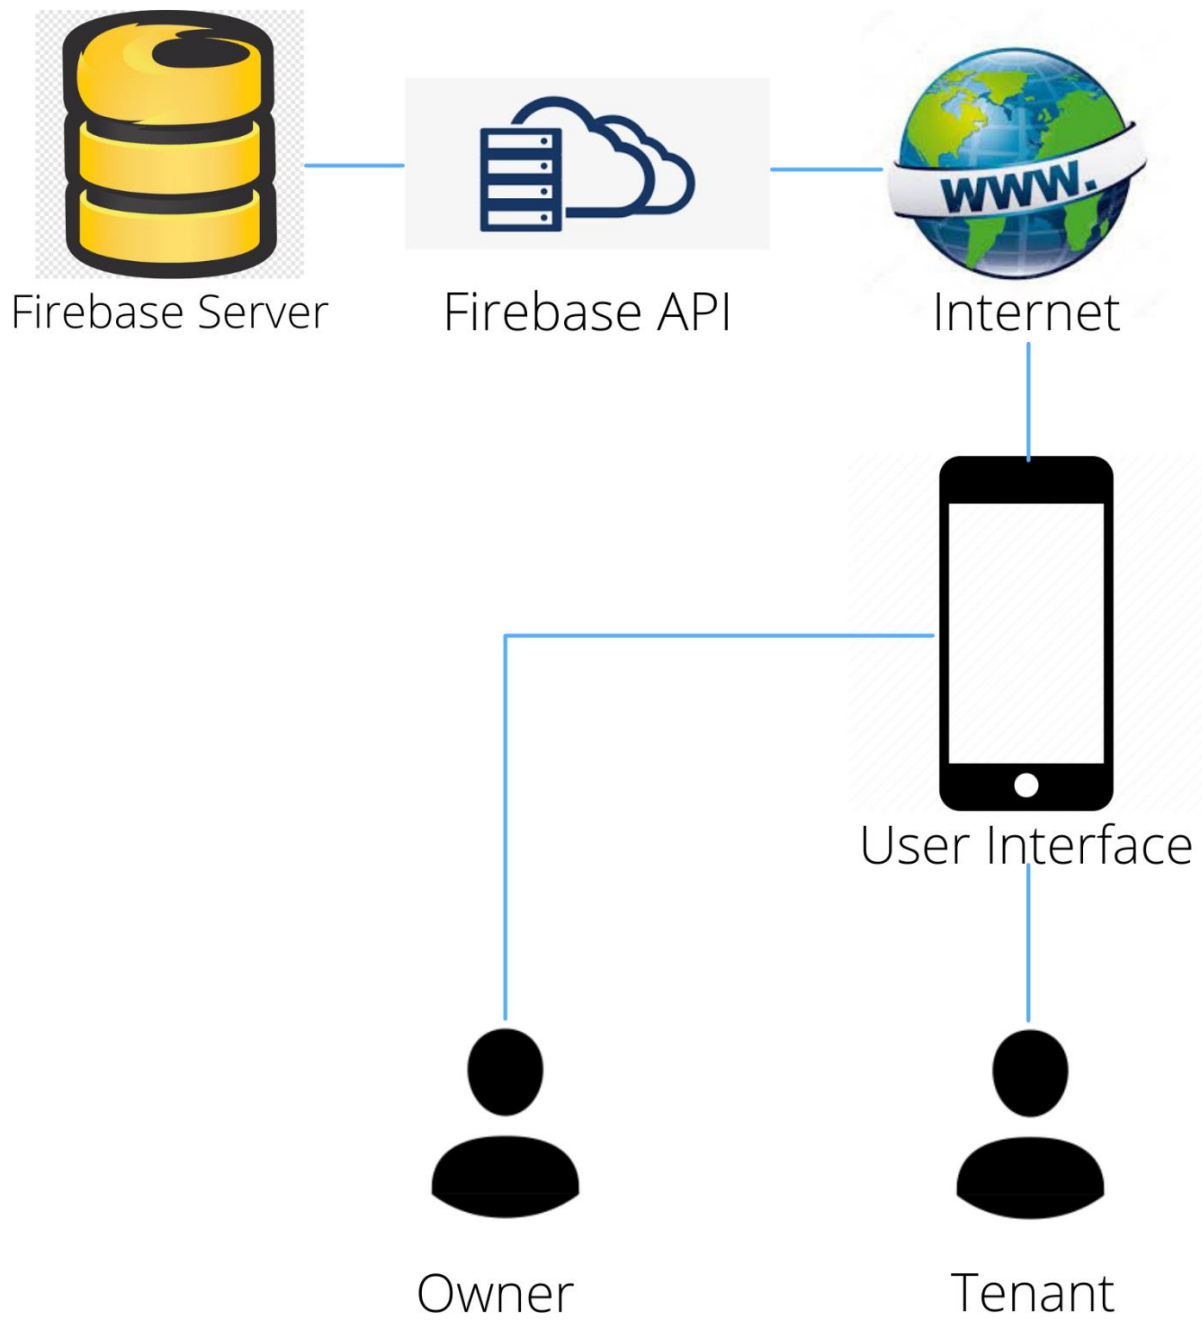 WWW.
Firebase Server
Firebase API
Internet
User Interface
Owner
Tenant